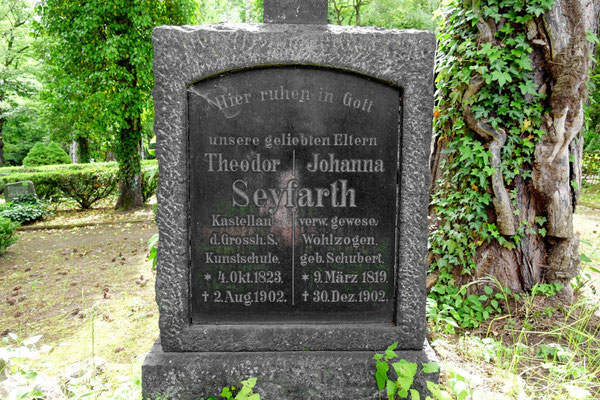 Hier ruhen in Gott
unsere geliebten Eltern
Theodor Johanna
Seyfarth
Kastellan
d. Grossh. S.
Kunstschule.
* 4. Okt. 1823.
† 2. Aug. 1902.
verw. gewese.
Wohlzogen,
geb. Schubert.
* 9. März 1819.
† 30. Dez. 1902.